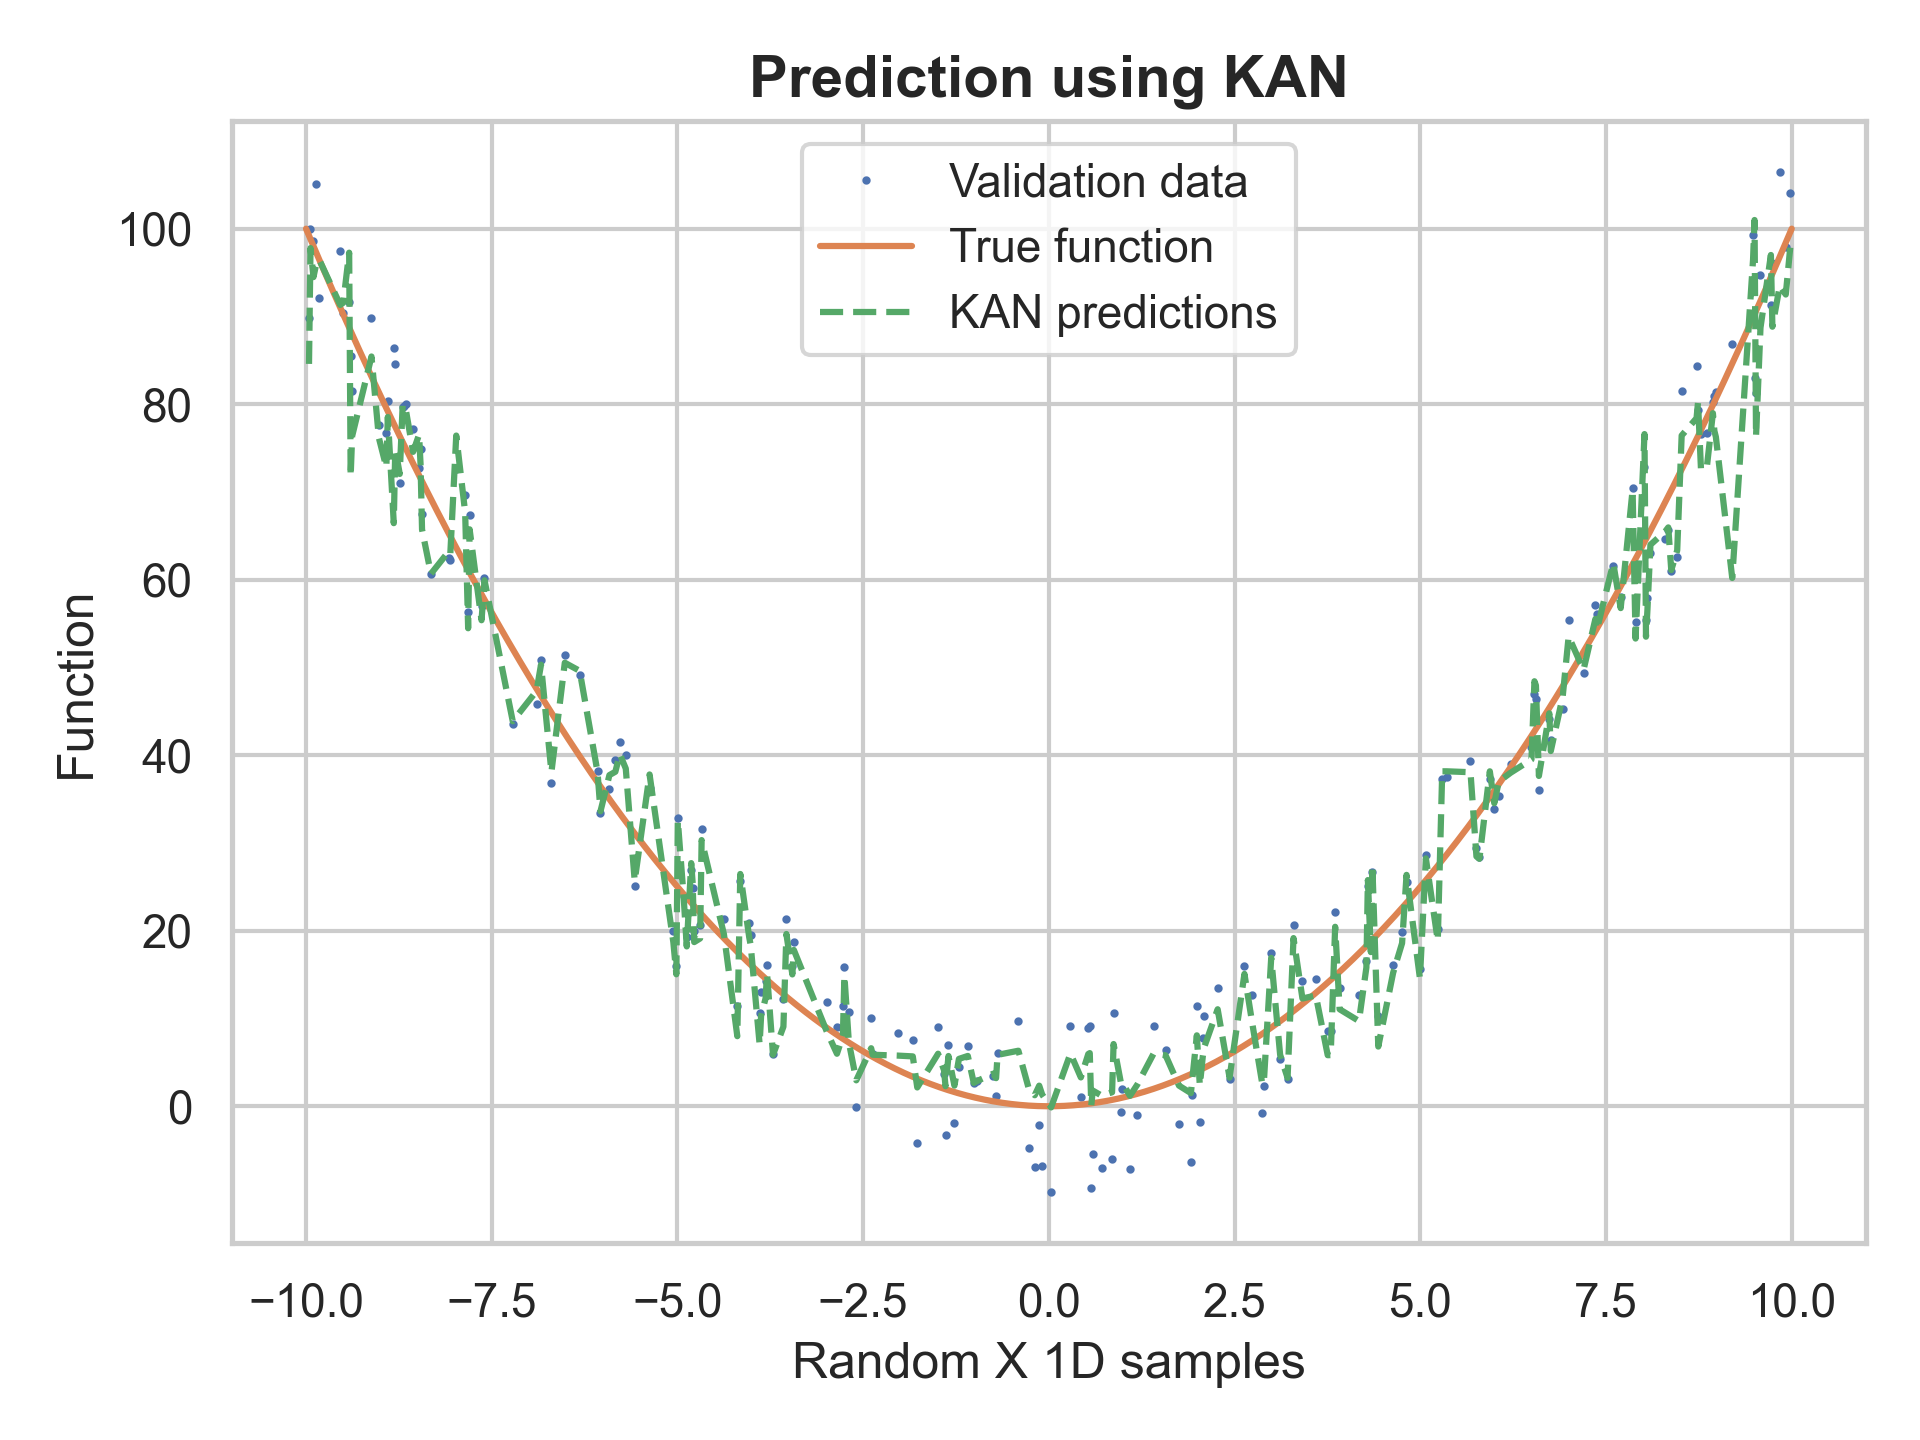 Prediction using KAN
Validation data
True function
KAN predictions
Function
100
80
60
40
20
0
−10.0 −7.5 −5.0 −2.5 0.0 2.5 5.0 7.5 10.0
Random X 1D samples